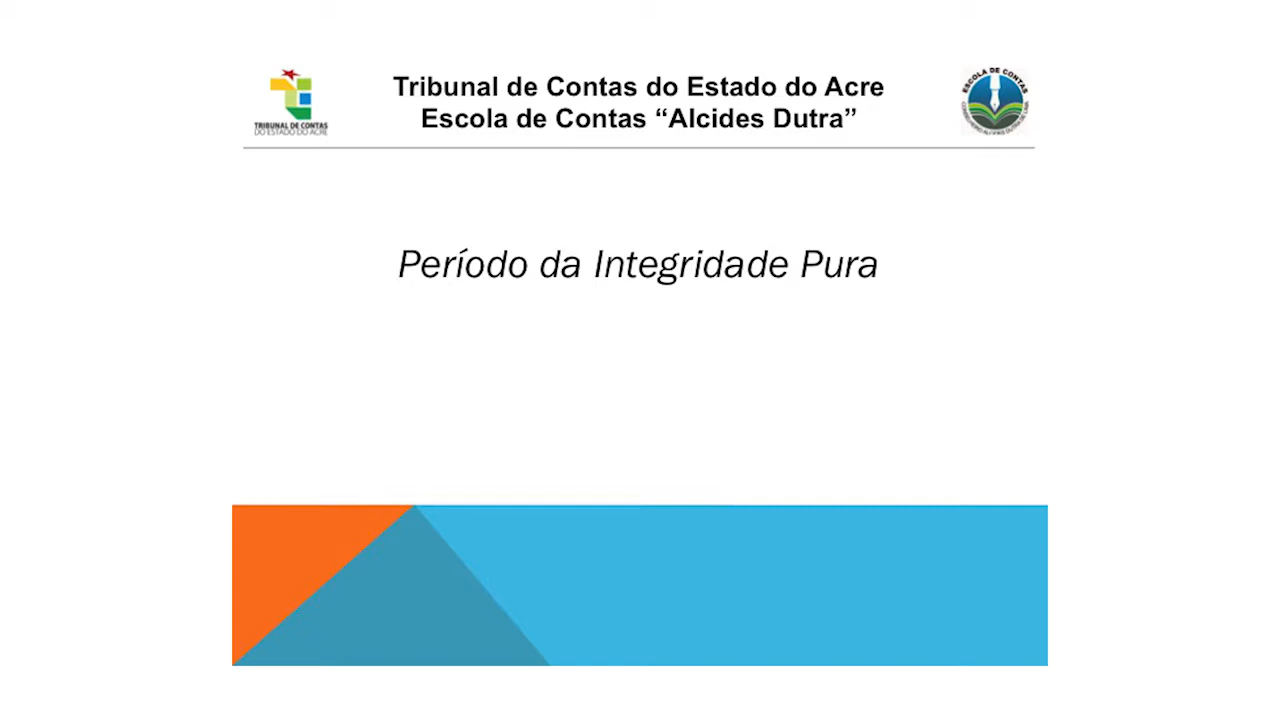 Tribunal de Contas do Estado do Acre
Escola de Contas “Alcides Dutra”
TRIBUNAL DE CONTAS
DO ESTADO DO ACRE
ESCOLA DE CONTAS
Período da Integridade Pura